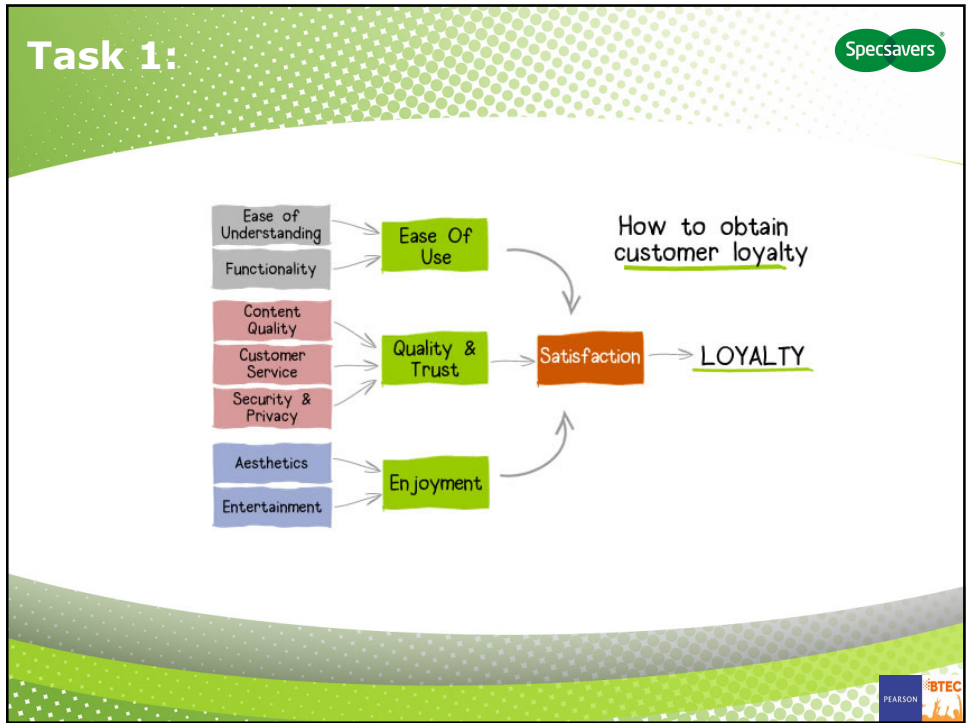 Task 1:
Specsavers
Ease of
Understanding
Functionality
Ease Of
Use
How to obtain
customer loyalty
Content
Quality
Customer
Service
Security &
Privacy
Quality &
Trust
Satisfaction
LOYALTY
Aesthetics
Entertainment
Enjoyment
PEARSON
BTEC